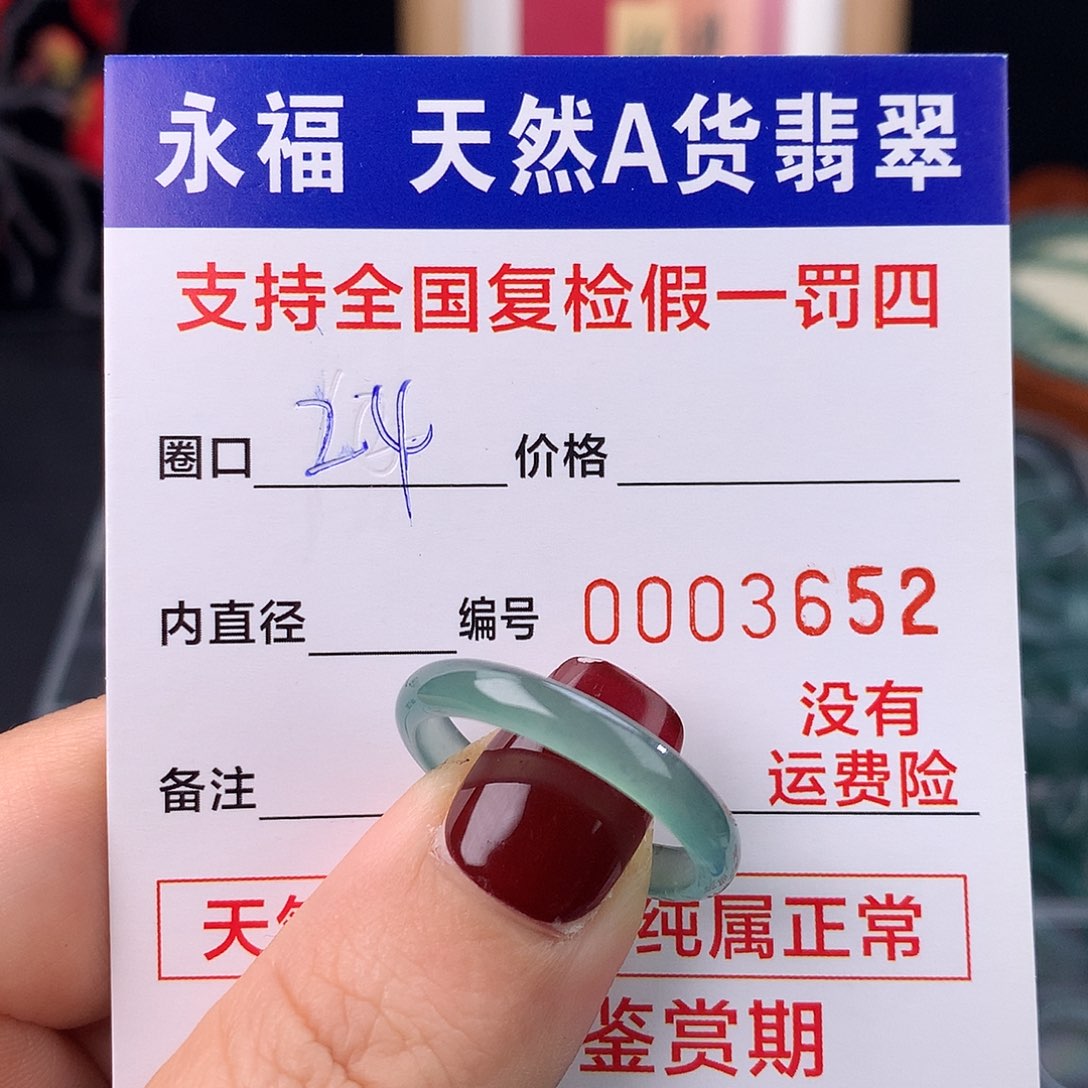 永福 天然A货翡翠
支持全国复检假一罚四
圈口 24 价格
内直径 编号 0003652
没有
备注 运费险
天 纯属正常
鉴赏期